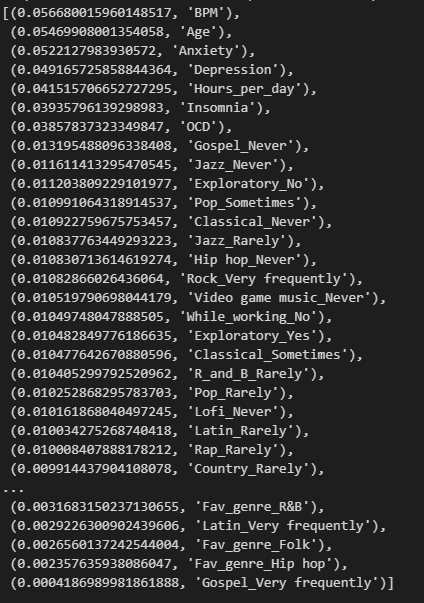 [(0.056680015960148517, 'BPM'),
(0.05469908001354058, 'Age'),
(0.0522127983930572, 'Anxiety'),
(0.049165725858844364, 'Depression'),
(0.041515706652727295, 'Hours_per_day'),
(0.03935796139298983, 'Insomnia'),
(0.03857837323349847, 'OCD'),
(0.013195488096338408, 'Gospel_Never'),
(0.011611413295470545, 'Jazz_Never'),
(0.011203809229101977, 'Exploratory_No'),
(0.010991064318914537, 'Pop_Sometimes'),
(0.010922759675753457, 'Classical_Never'),
(0.010837763449293223, 'Jazz_Rarely'),
(0.010830713614619274, 'Hip hop_Never'),
(0.01082866026436064, 'Rock_Very frequently'),
(0.010519790698044179, 'Video game music_Never'),
(0.01049748047888505, 'While_working_No'),
(0.010482849776186635, 'Exploratory_Yes'),
(0.010477642670880596, 'Classical_Sometimes'),
(0.010405299792520962, 'R_and_B_Rarely'),
(0.010252868295783703, 'Pop_Rarely'),
(0.010161868040497245, 'Lofi_Never'),
(0.010034275268740418, 'Latin_Rarely'),
(0.010008407888178212, 'Rap_Rarely'),
(0.009914437904108078, 'Country_Rarely'),
...
(0.0031683150237130655, 'Fav_genre_R&B'),
(0.0029226300902439606, 'Latin_Very frequently'),
(0.0026560137242544004, 'Fav_genre_Folk'),
(0.002357635938086047, 'Fav_genre_Hip hop'),
(0.0004186989981861888, 'Gospel_Very frequently')]